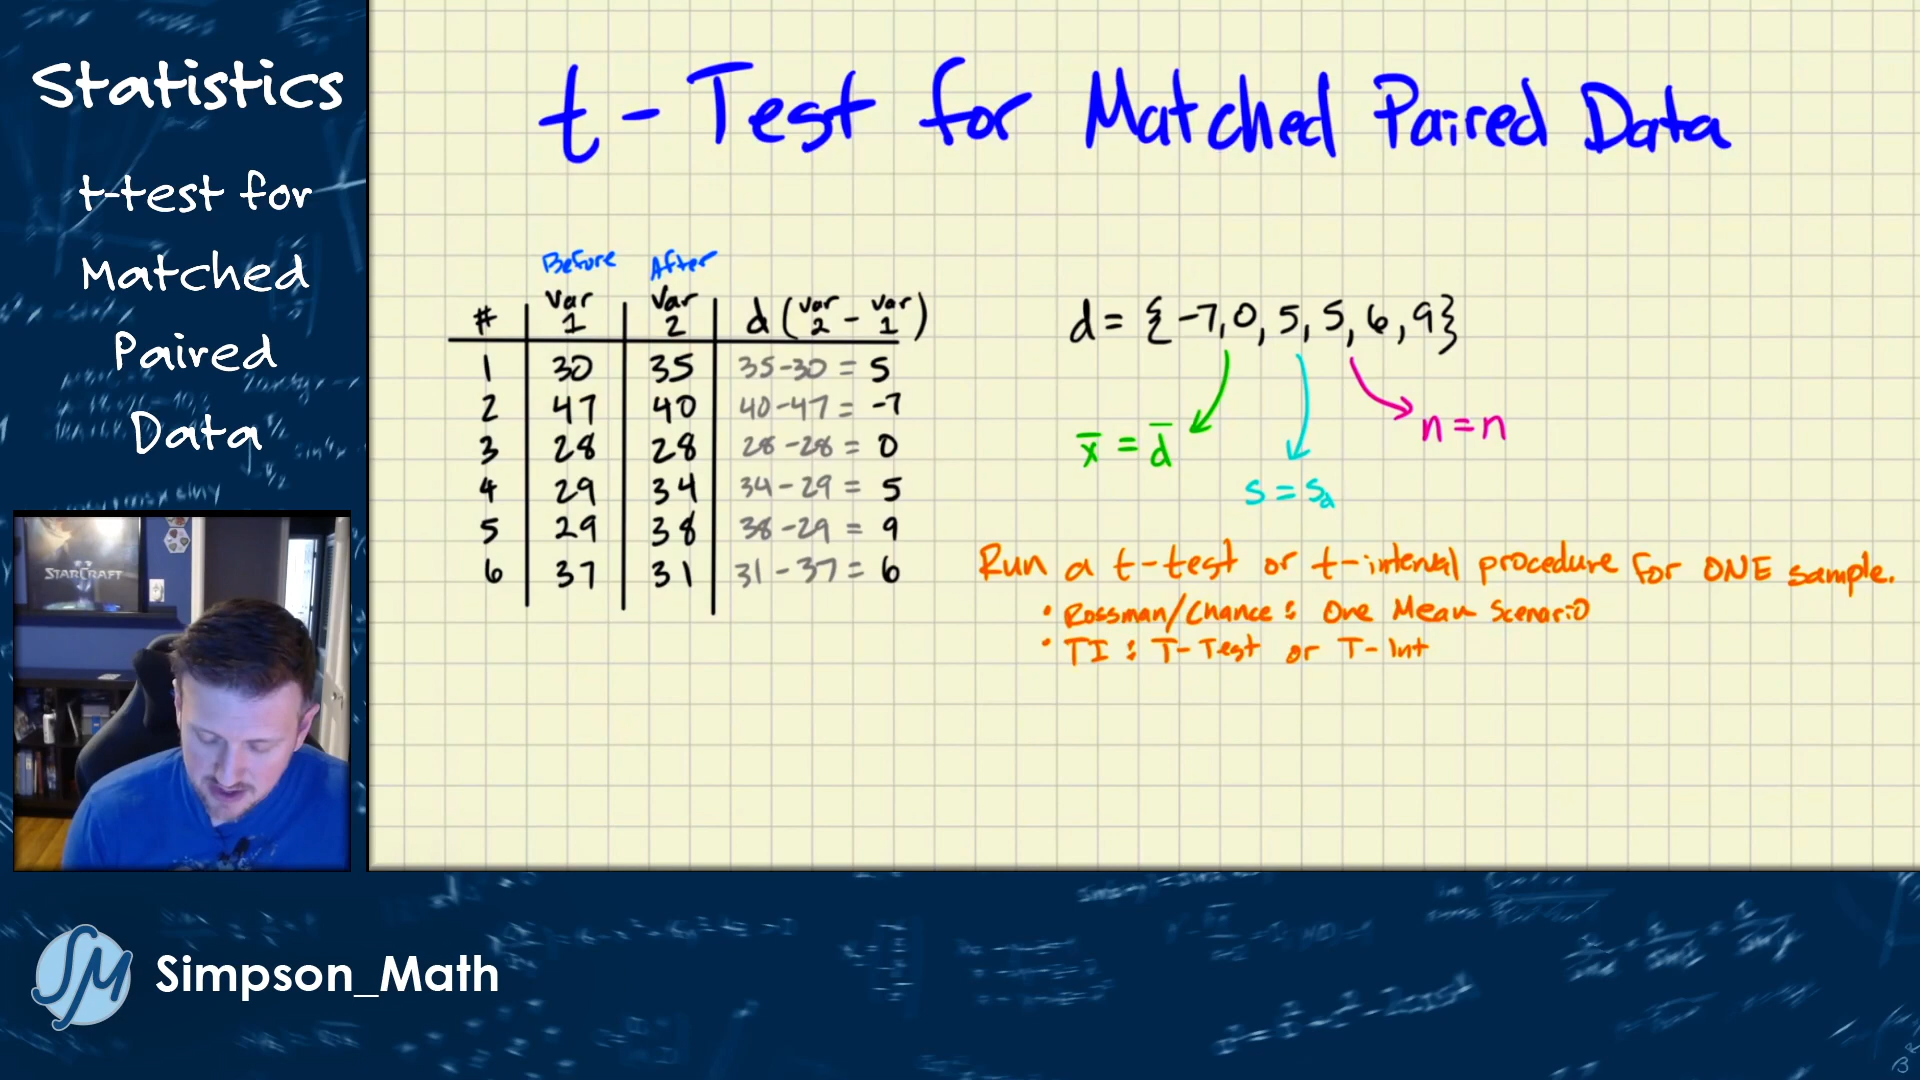 Statistics
t-test for
Matched
Paired
Data
t-Test for Matched Paired Data
Before After
# Var 1 Var 2 d (var 2 - var 1)
1 30 35 35-30 = 5
2 47 40 40-47 = -7
3 28 28 28-28 = 0
4 29 34 34-29 = 5
5 29 38 38-29 = 9
6 37 31 31-37 = 6
d = {-7, 0, 5, 5, 6, 9}
x̄ = d̄
n = n
s = s_d
Run a t-test or t-interval procedure for ONE sample.
• Rossman/Chance: One Mean Scenario
• TI: T-Test or T-Int
STARCRAFT
SM
Simpson_Math